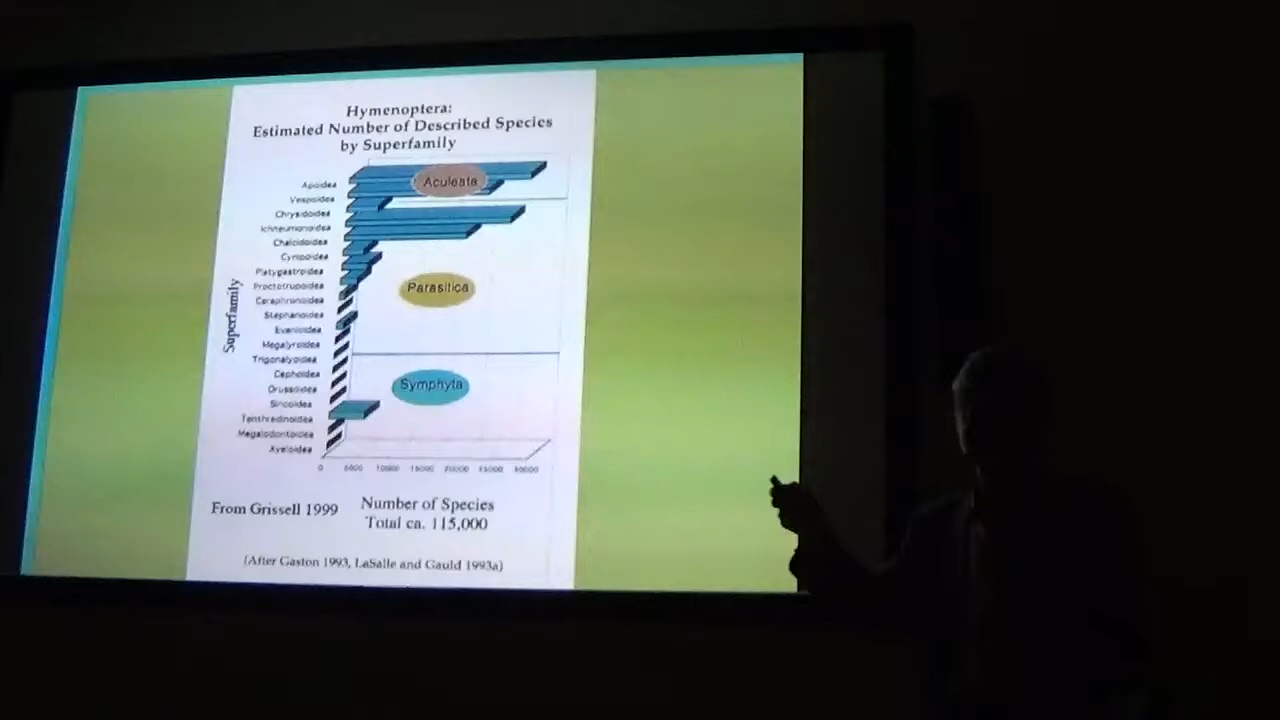 Hymenoptera:
Estimated Number of Described Species
by Superfamily
Aculeata
Apoidea
Vespoidea
Chrysidoidea
Ichneumonoidea
Chalcidoidea
Cynipoidea
Platygastroidea
Proctotrupoidea
Ceraphronoidea
Stephanoidea
Evanioidea
Megalyroidea
Trigonalyoidea
Cephoidea
Orussoidea
Siricoidea
Tenthredinoidea
Megalodontoidea
Xyeloidea
Superfamily
Parasitica
Symphyta
0 5000 10000 15000 20000 25000 30000
From Grissell 1999
Number of Species
Total ca. 115,000
(After Gaston 1993, LaSalle and Gauld 1993a)